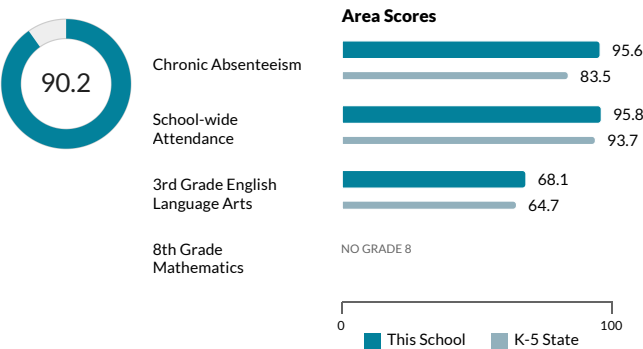 Area Scores
90.2
Chronic Absenteeism
95.6
83.5
School-wide
Attendance
95.8
93.7
3rd Grade English
Language Arts
68.1
64.7
8th Grade
Mathematics
NO GRADE 8
0
100
This School
K-5 State